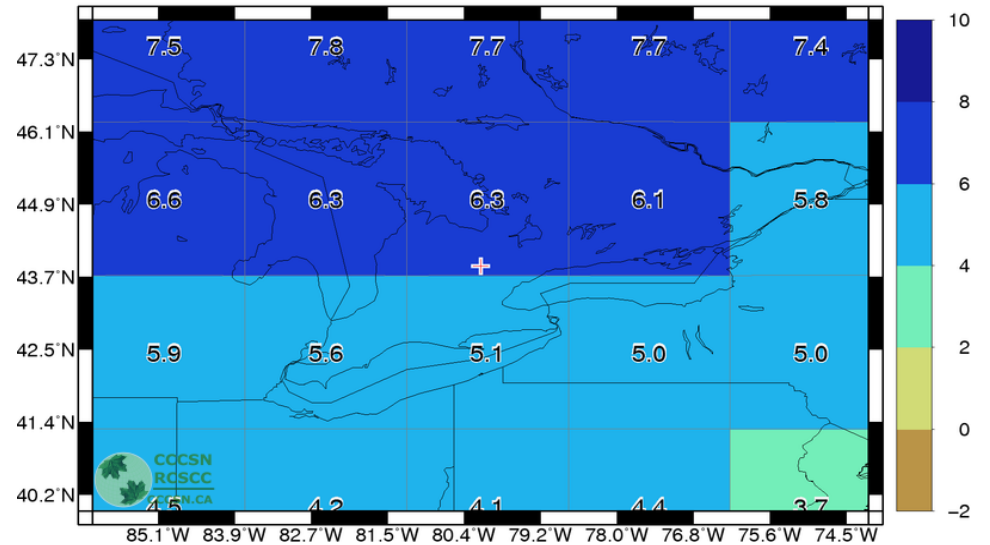 10
47.3°N
7.5 7.8 7.7 7.7 7.4
8
46.1°N
6
44.9°N
6.6 6.3 6.3 6.1 5.8
43.7°N
4
42.5°N
5.9 5.6 5.1 5.0 5.0
2
41.4°N
0
CCCSN
RCSCC
CCCSN.CA
40.2°N
4.5 4.2 4.1 4.4 3.7
-2
85.1°W 83.9°W 82.7°W 81.5°W 80.4°W 79.2°W 78.0°W 76.8°W 75.6°W 74.5°W